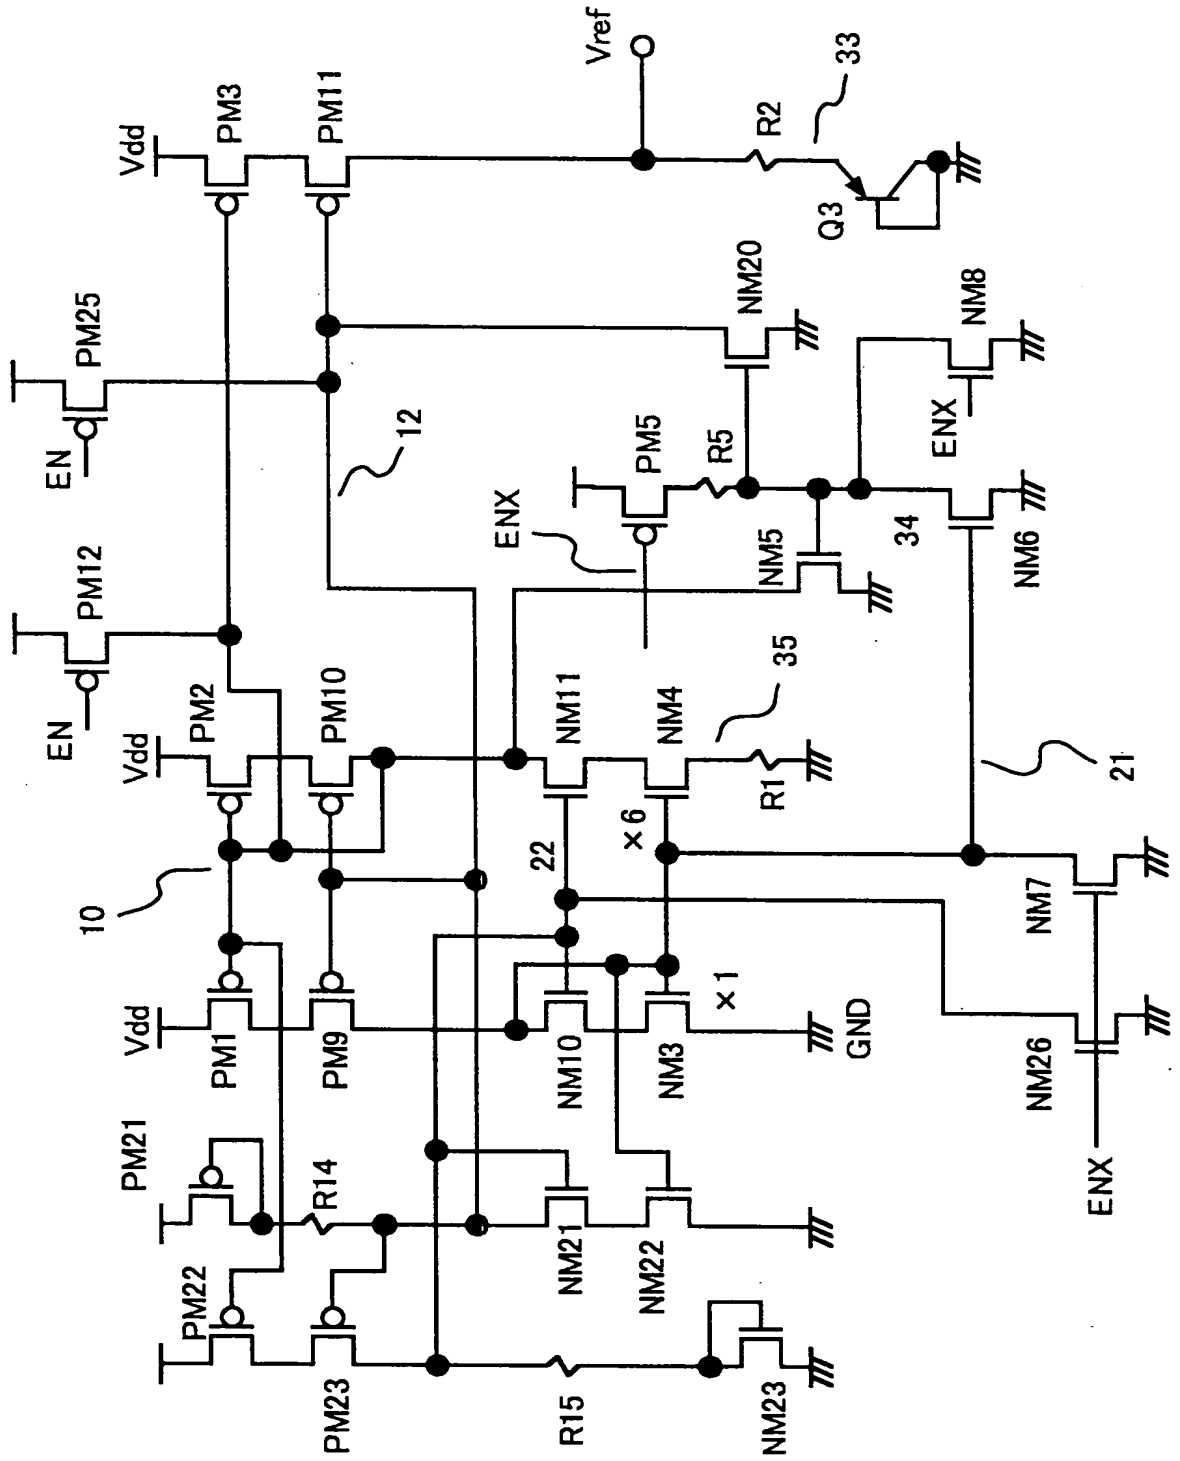 Vdd
PM3
PM11
Vref
R2
33
Q3
EN
PM25
12
NM20
NM8
ENX
PM5
R5
ENX
NM5
34
NM6
EN
PM12
Vdd
PM2
PM10
10
22
NM11
NM4
35
×6
R1
21
Vdd
PM1
PM9
NM10
NM3
×1
GND
NM7
NM26
ENX
PM21
R14
NM21
NM22
PM22
PM23
R15
NM23